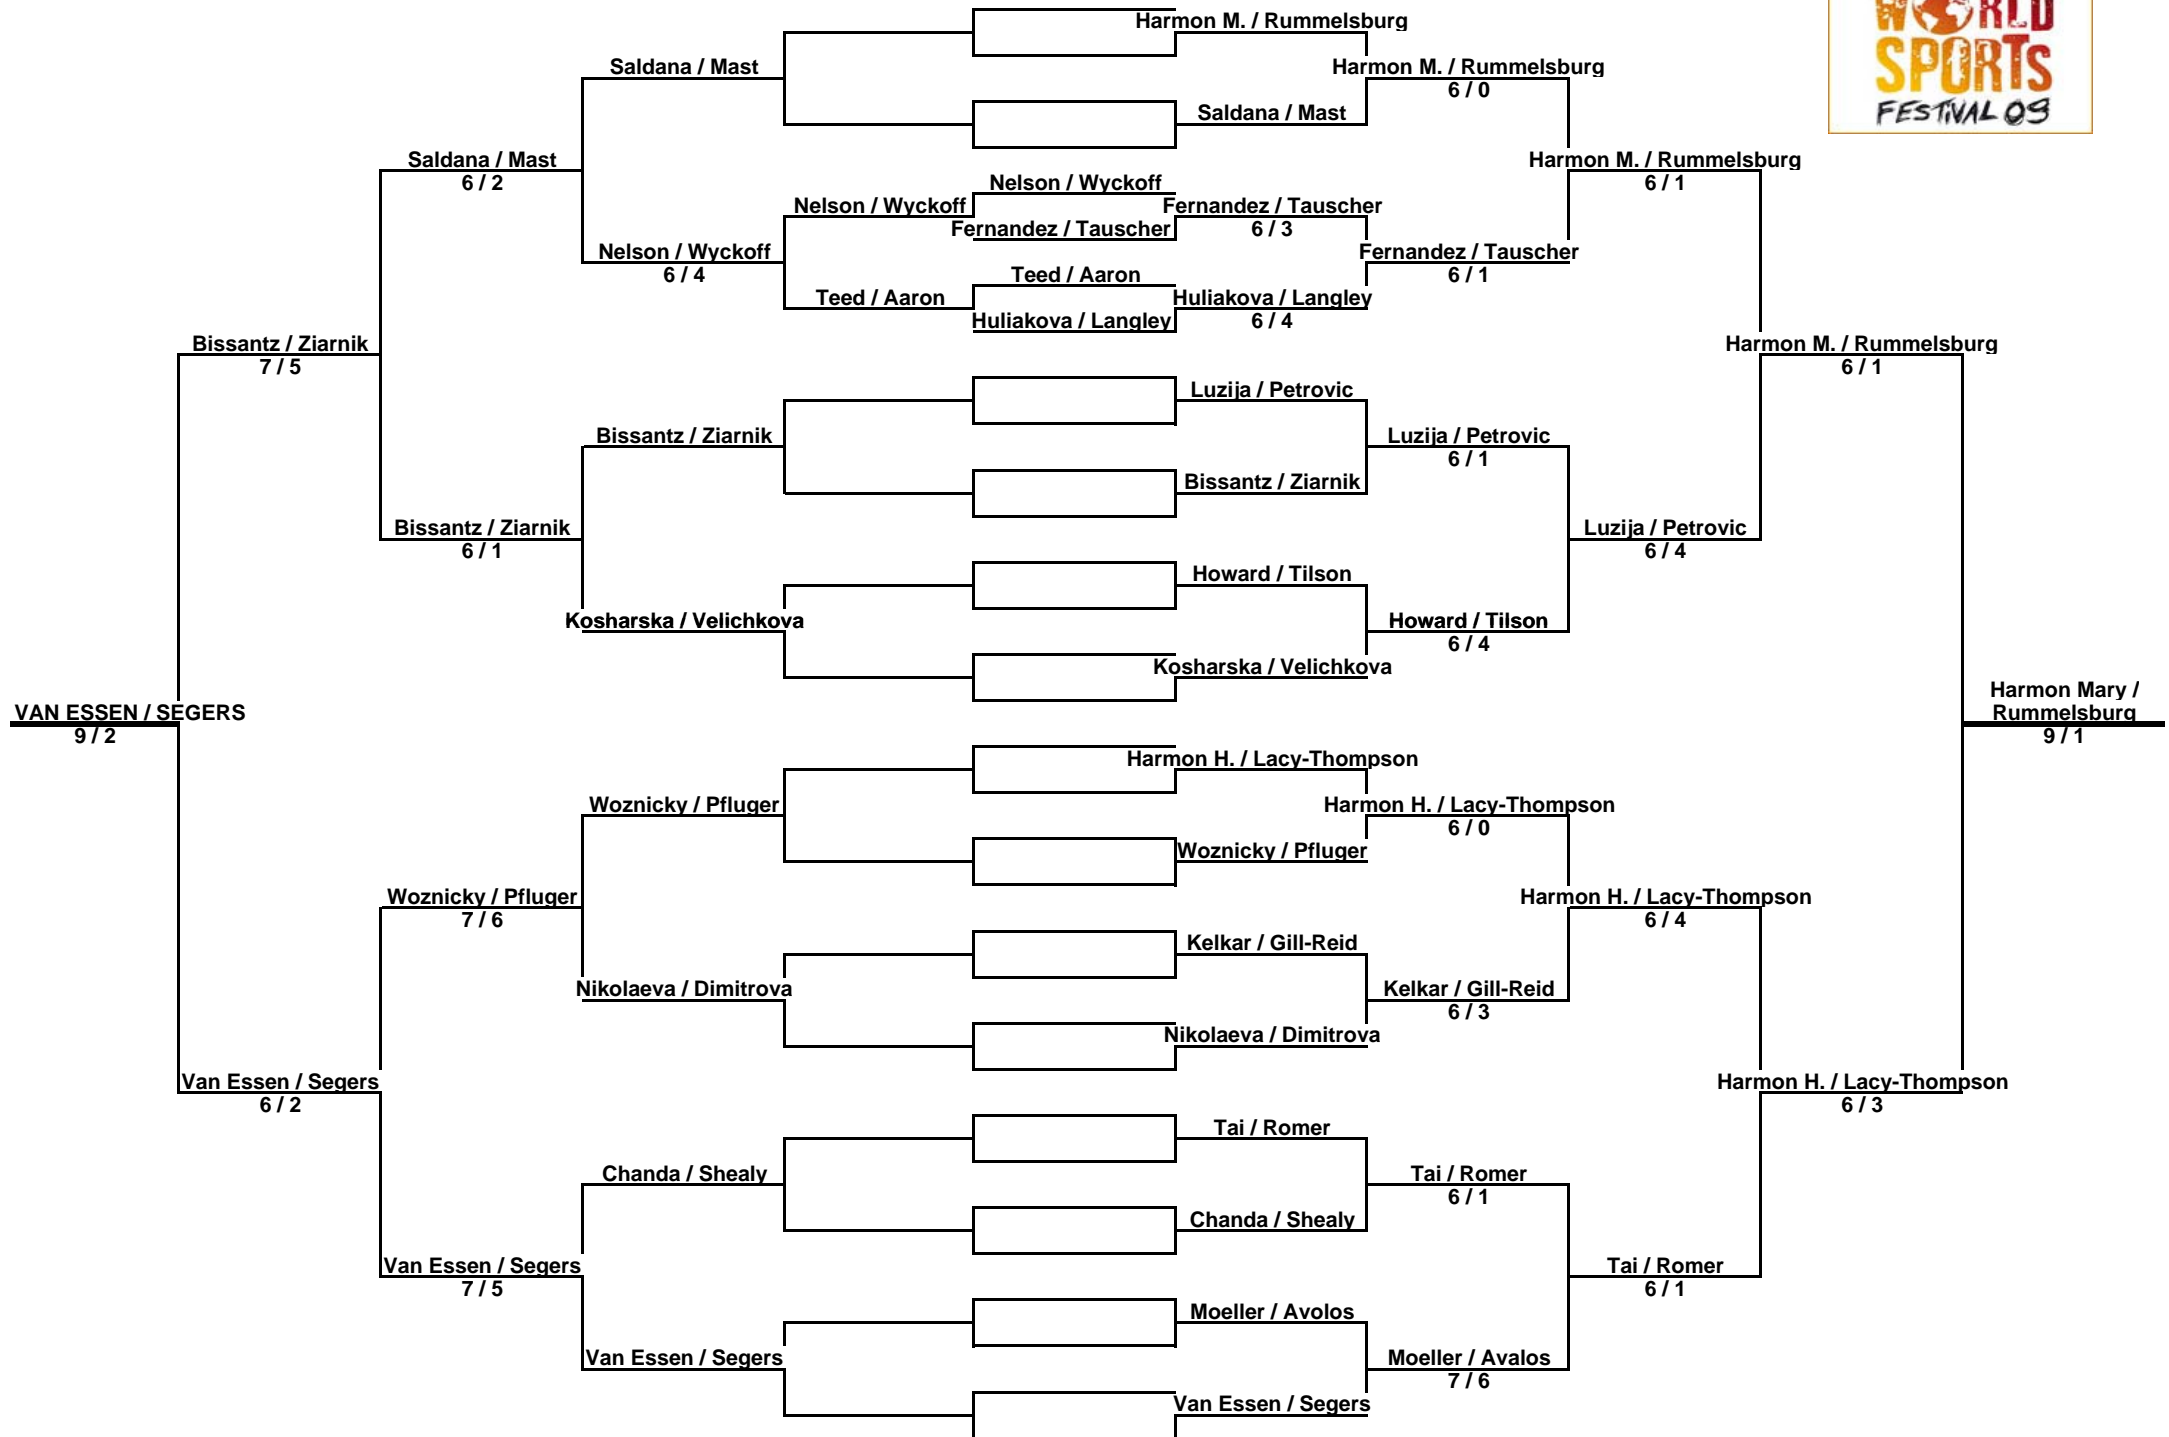 WORLD
SPORTS
FESTIVAL 09
Harmon M. / Rummelsburg
Saldana / Mast
Harmon M. / Rummelsburg
6 / 0
Saldana / Mast
Saldana / Mast
6 / 2
Harmon M. / Rummelsburg
6 / 1
Nelson / Wyckoff
Nelson / Wyckoff
Fernandez / Tauscher
Fernandez / Tauscher
6 / 3
Nelson / Wyckoff
6 / 4
Fernandez / Tauscher
6 / 1
Teed / Aaron
Teed / Aaron
Huliakova / Langley
Huliakova / Langley
6 / 4
Bissantz / Ziarnik
7 / 5
Harmon M. / Rummelsburg
6 / 1
Luzija / Petrovic
Bissantz / Ziarnik
Luzija / Petrovic
6 / 1
Bissantz / Ziarnik
Bissantz / Ziarnik
6 / 1
Luzija / Petrovic
6 / 4
Howard / Tilson
Kosharska / Velichkova
Howard / Tilson
6 / 4
Kosharska / Velichkova
VAN ESSEN / SEGERS
9 / 2
Harmon Mary /
Rummelsburg
9 / 1
Harmon H. / Lacy-Thompson
Woznicky / Pfluger
Harmon H. / Lacy-Thompson
6 / 0
Woznicky / Pfluger
Woznicky / Pfluger
7 / 6
Harmon H. / Lacy-Thompson
6 / 4
Kelkar / Gill-Reid
Nikolaeva / Dimitrova
Kelkar / Gill-Reid
6 / 3
Nikolaeva / Dimitrova
Van Essen / Segers
6 / 2
Harmon H. / Lacy-Thompson
6 / 3
Tai / Romer
Chanda / Shealy
Tai / Romer
6 / 1
Chanda / Shealy
Van Essen / Segers
7 / 5
Tai / Romer
6 / 1
Moeller / Avolos
Van Essen / Segers
Moeller / Avalos
7 / 6
Van Essen / Segers